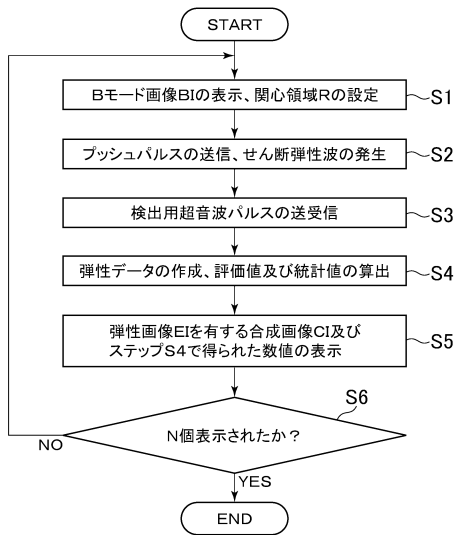 START
Bモード画像BIの表示、関心領域Rの設定
S1
プッシュパルスの送信、せん断弾性波の発生
S2
検出用超音波パルスの送受信
S3
弾性データの作成、評価値及び統計値の算出
S4
弾性画像EIを有する合成画像CI及び
ステップS4で得られた数値の表示
S5
S6
N個表示されたか?
NO
YES
END